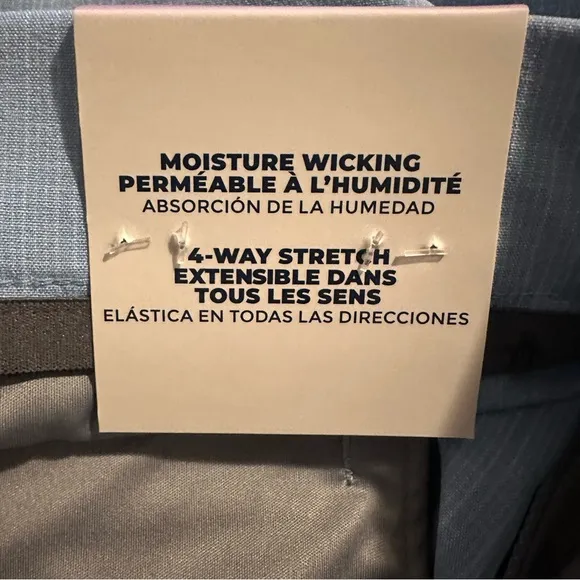 MOISTURE WICKING
PERMÉABLE À L'HUMIDITÉ
ABSORCIÓN DE LA HUMEDAD
4-WAY STRETCH
EXTENSIBLE DANS
TOUS LES SENS
ELÁSTICA EN TODAS LAS DIRECCIONES